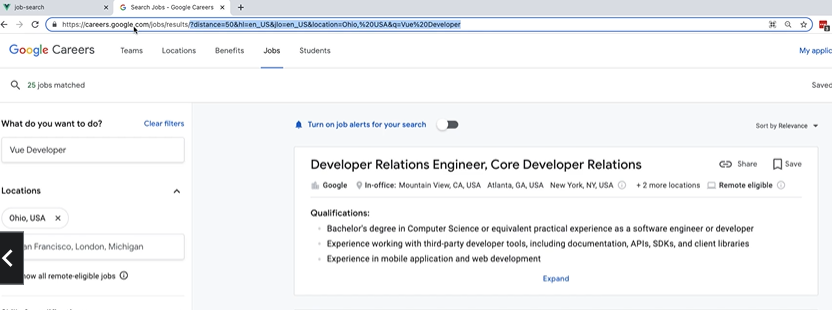 job-search
Search Jobs - Google Careers
https://careers.google.com/jobs/results/?distance=50&hl=en_US&jlo=en_US&location=Ohio,%20USA&q=Vue%20Developer
Google Careers
Teams
Locations
Benefits
Jobs
Students
My applic
25 jobs matched
Saved
What do you want to do?
Clear filters
Turn on job alerts for your search
Sort by Relevance
Vue Developer
Developer Relations Engineer, Core Developer Relations
Share
Save
Google
In-office: Mountain View, CA, USA Atlanta, GA, USA New York, NY, USA
+ 2 more locations
Remote eligible
Locations
Ohio, USA
an Francisco, London, Michigan
ow all remote-eligible jobs
Qualifications:
Bachelor's degree in Computer Science or equivalent practical experience as a software engineer or developer
Experience working with third-party developer tools, including documentation, APIs, SDKs, and client libraries
Experience in mobile application and web development
Expand